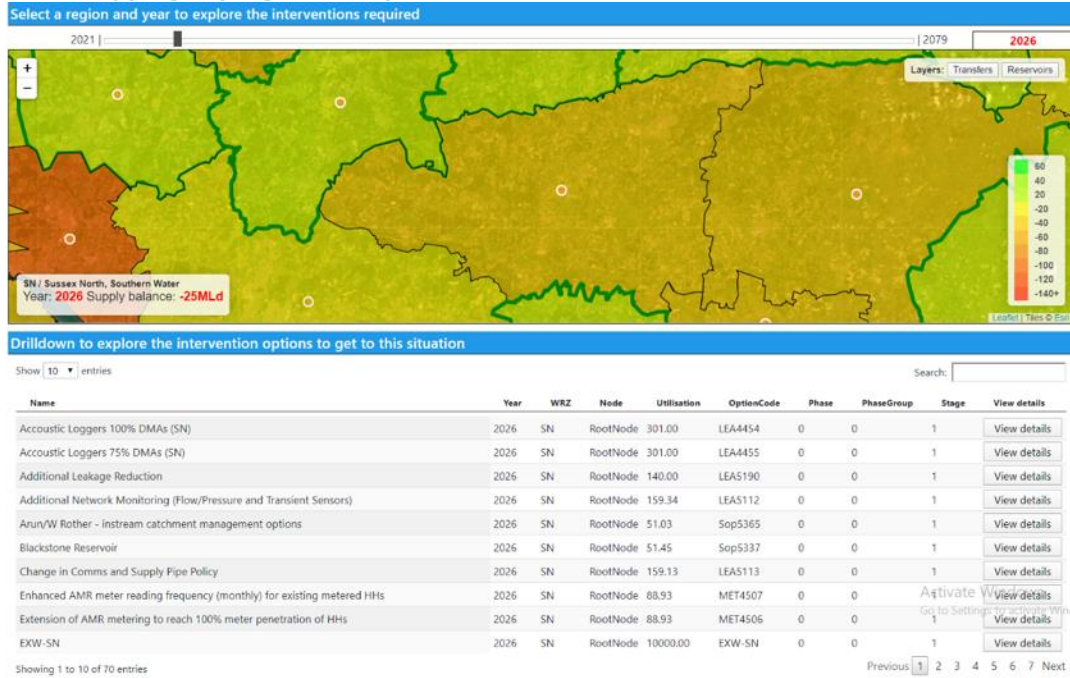 Select a region and year to explore the interventions required
2021 | | 2079 2026
+
-
Layers: Transfers Reservoirs
60
40
20
-20
-40
-60
-80
-100
-120
-140+
SN / Sussex North, Southern Water
Year: 2026 Supply balance: -25MLd
Leaflet | Tiles © Esri
Drilldown to explore the intervention options to get to this situation
Show 10 entries Search:
Name Year WRZ Node Utilisation OptionCode Phase PhaseGroup Stage View details
Accoustic Loggers 100% DMAs (SN) 2026 SN RootNode 301.00 LEA4454 0 0 1 View details
Accoustic Loggers 75% DMAs (SN) 2026 SN RootNode 301.00 LEA4455 0 0 1 View details
Additional Leakage Reduction 2026 SN RootNode 140.00 LEA5190 0 0 1 View details
Additional Network Monitoring (Flow/Pressure and Transient Sensors) 2026 SN RootNode 159.34 LEA5112 0 0 1 View details
Arun/W Rother - instream catchment management options 2026 SN RootNode 51.03 Sop5365 0 0 1 View details
Blackstone Reservoir 2026 SN RootNode 51.45 Sop5337 0 0 1 View details
Change in Comms and Supply Pipe Policy 2026 SN RootNode 159.13 LEA5113 0 0 1 View details
Enhanced AMR meter reading frequency (monthly) for existing metered HHs 2026 SN RootNode 88.93 MET4507 0 0 1 View details
Activate Windows
Extension of AMR metering to reach 100% meter penetration of HHs 2026 SN RootNode 88.93 MET4506 0 0 1 View details
Go to Settings to activate Win
EXW-SN 2026 SN RootNode 10000.00 EXW-SN 0 0 1 View details
Showing 1 to 10 of 70 entries Previous 1 2 3 4 5 6 7 Next